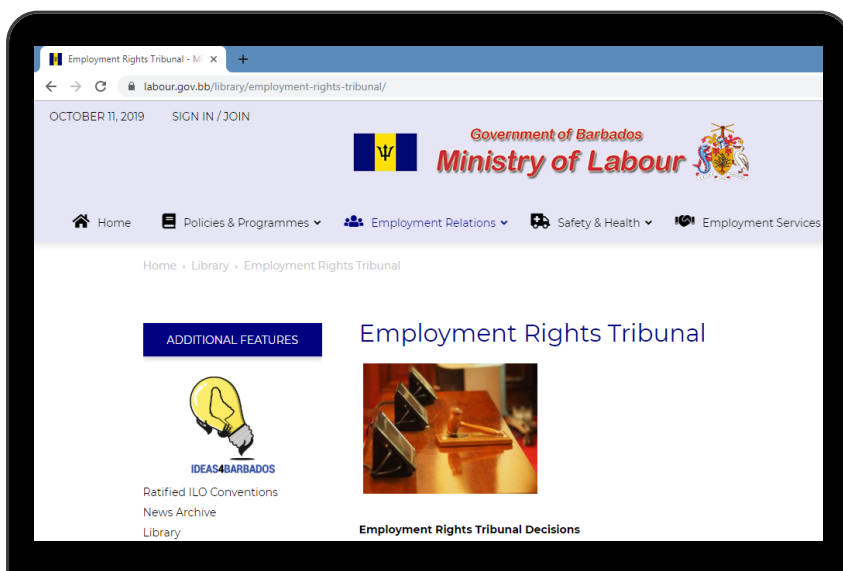 Employment Rights Tribunal - M
labour.gov.bb/library/employment-rights-tribunal/
OCTOBER 11, 2019 SIGN IN / JOIN
Government of Barbados
Ministry of Labour
Home Policies & Programmes Employment Relations Safety & Health Employment Services
Home › Library › Employment Rights Tribunal
ADDITIONAL FEATURES
IDEAS4BARBADOS
Ratified ILO Conventions
News Archive
Library
Employment Rights Tribunal
Employment Rights Tribunal Decisions